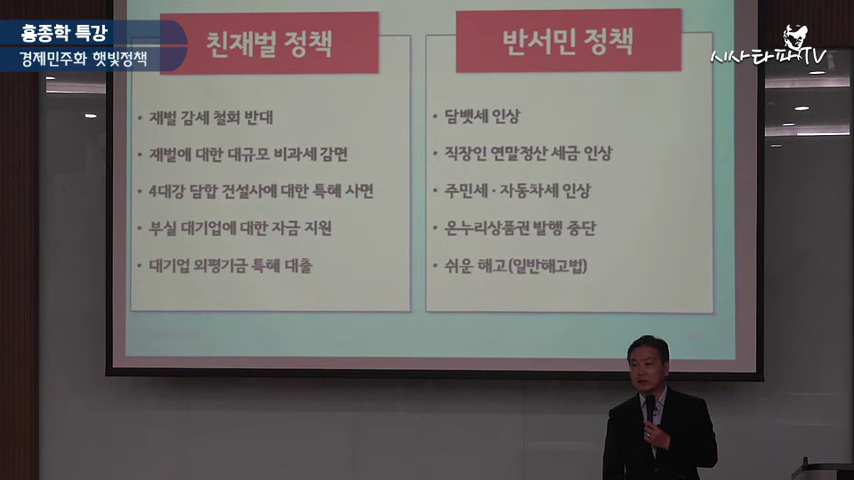 홍종학 특강
경제민주화 햇빛정책
시사타파TV
친재벌 정책
• 재벌 감세 철회 반대
• 재벌에 대한 대규모 비과세 감면
• 4대강 담합 건설사에 대한 특혜 사면
• 부실 대기업에 대한 자금 지원
• 대기업 외평기금 특혜 대출
반서민 정책
• 담뱃세 인상
• 직장인 연말정산 세금 인상
• 주민세 · 자동차세 인상
• 온누리상품권 발행 중단
• 쉬운 해고(일반해고법)